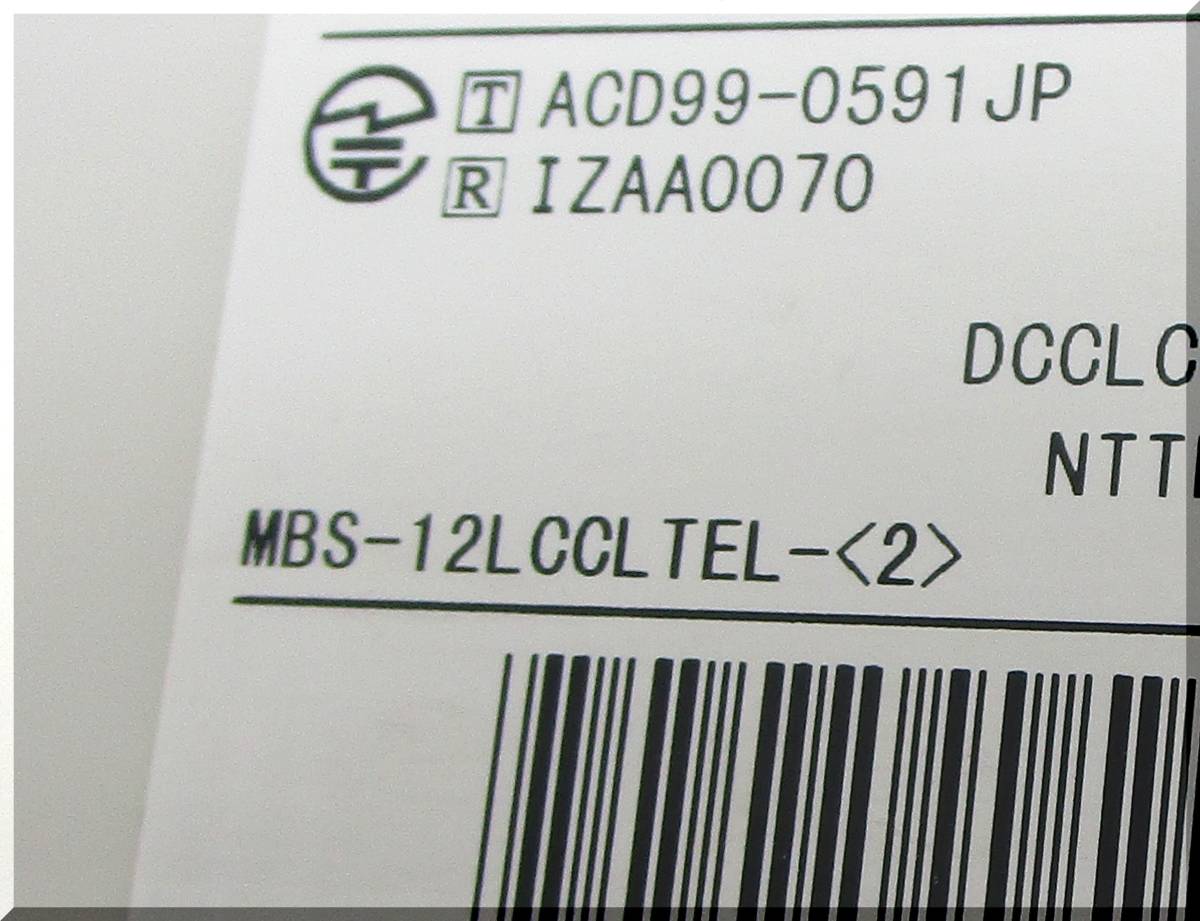 T ACD99-0591JP
R IZAA0070
DCCLC
NTT
MBS-12LCCLTEL-<2>